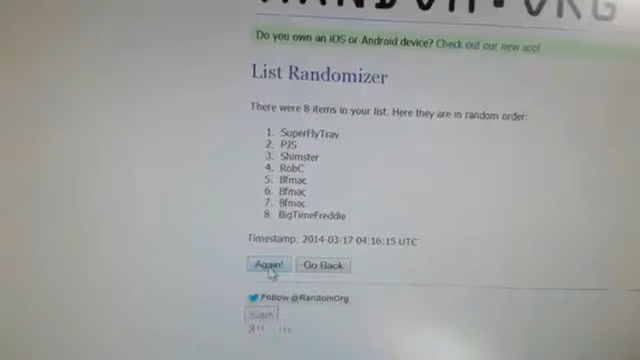 RANDOM.ORG
Do you own an iOS or Android device? Check out our new app!
List Randomizer
There were 8 items in your list. Here they are in random order:
1. SuperFlyTrav
2. PJS
3. Shimster
4. RobC
5. Bfmac
6. Bfmac
7. Bfmac
8. BigTimeFreddie
Timestamp: 2014-03-17 04:16:15 UTC
Again! Go Back
Follow @RandomOrg